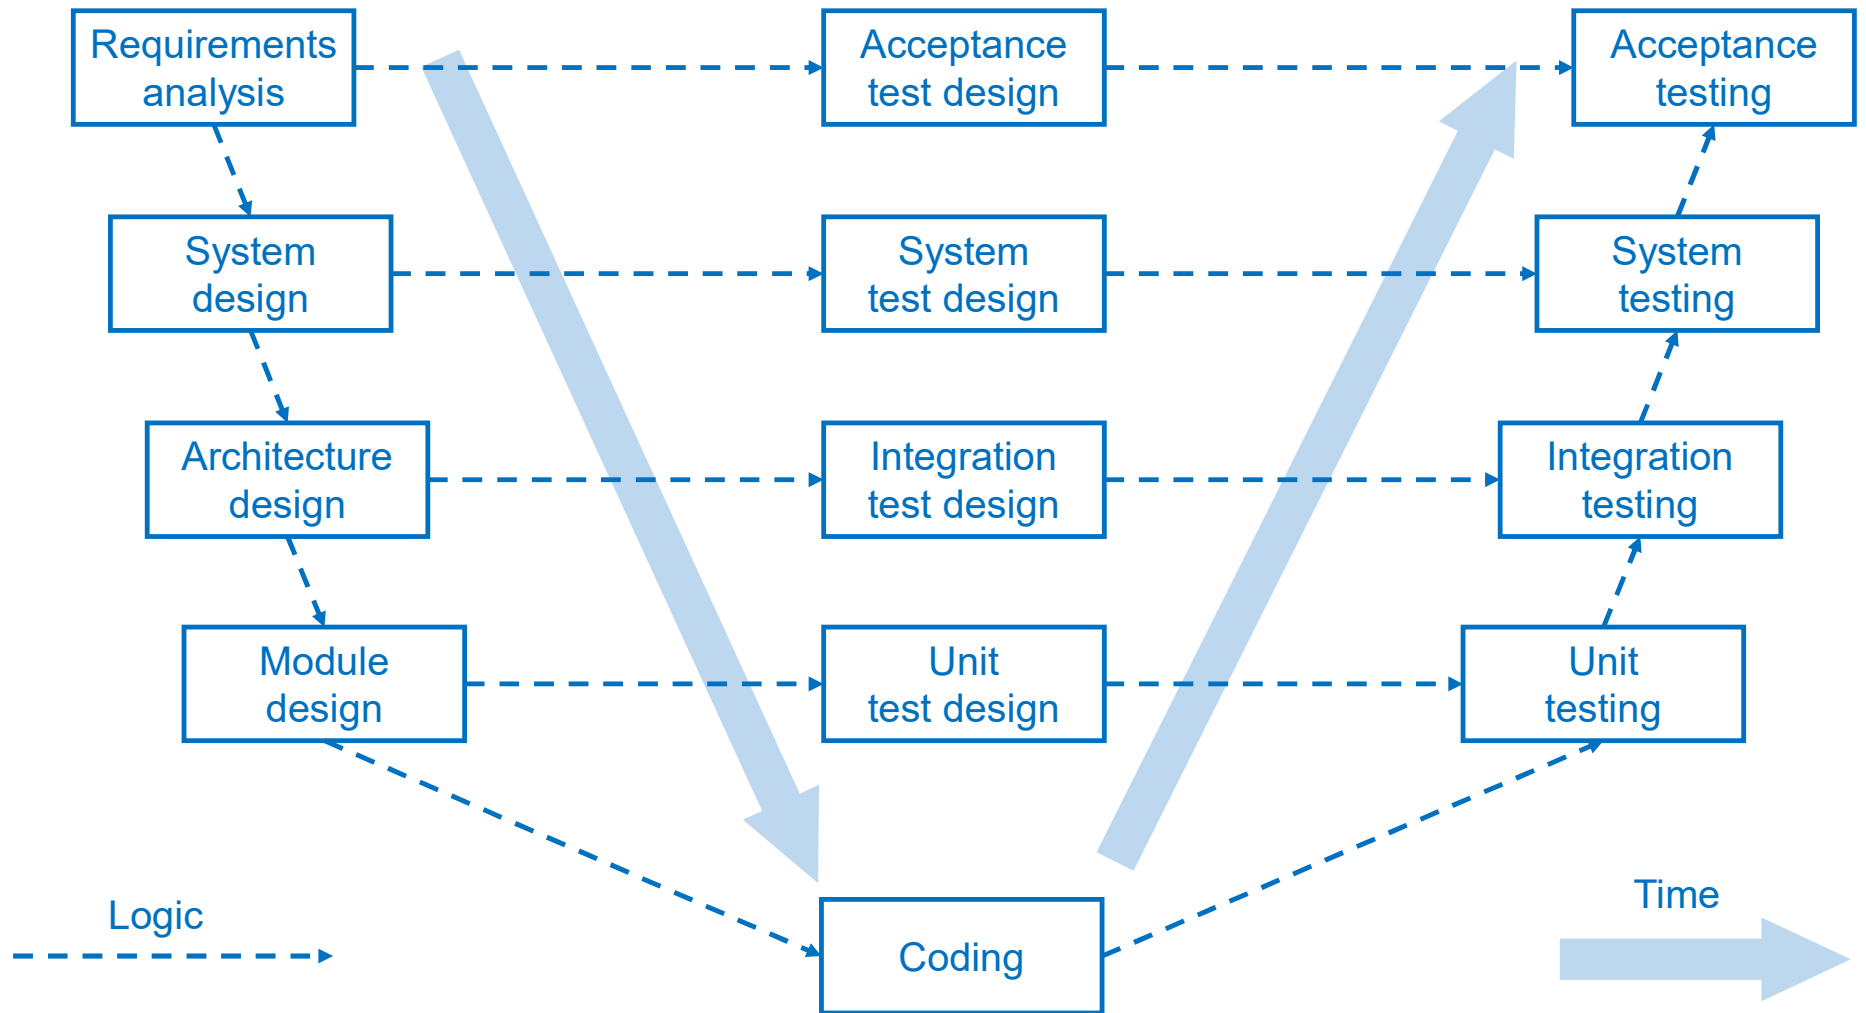 Requirements
analysis
Acceptance
test design
Acceptance
testing
System
design
System
test design
System
testing
Architecture
design
Integration
test design
Integration
testing
Module
design
Unit
test design
Unit
testing
Logic
Coding
Time